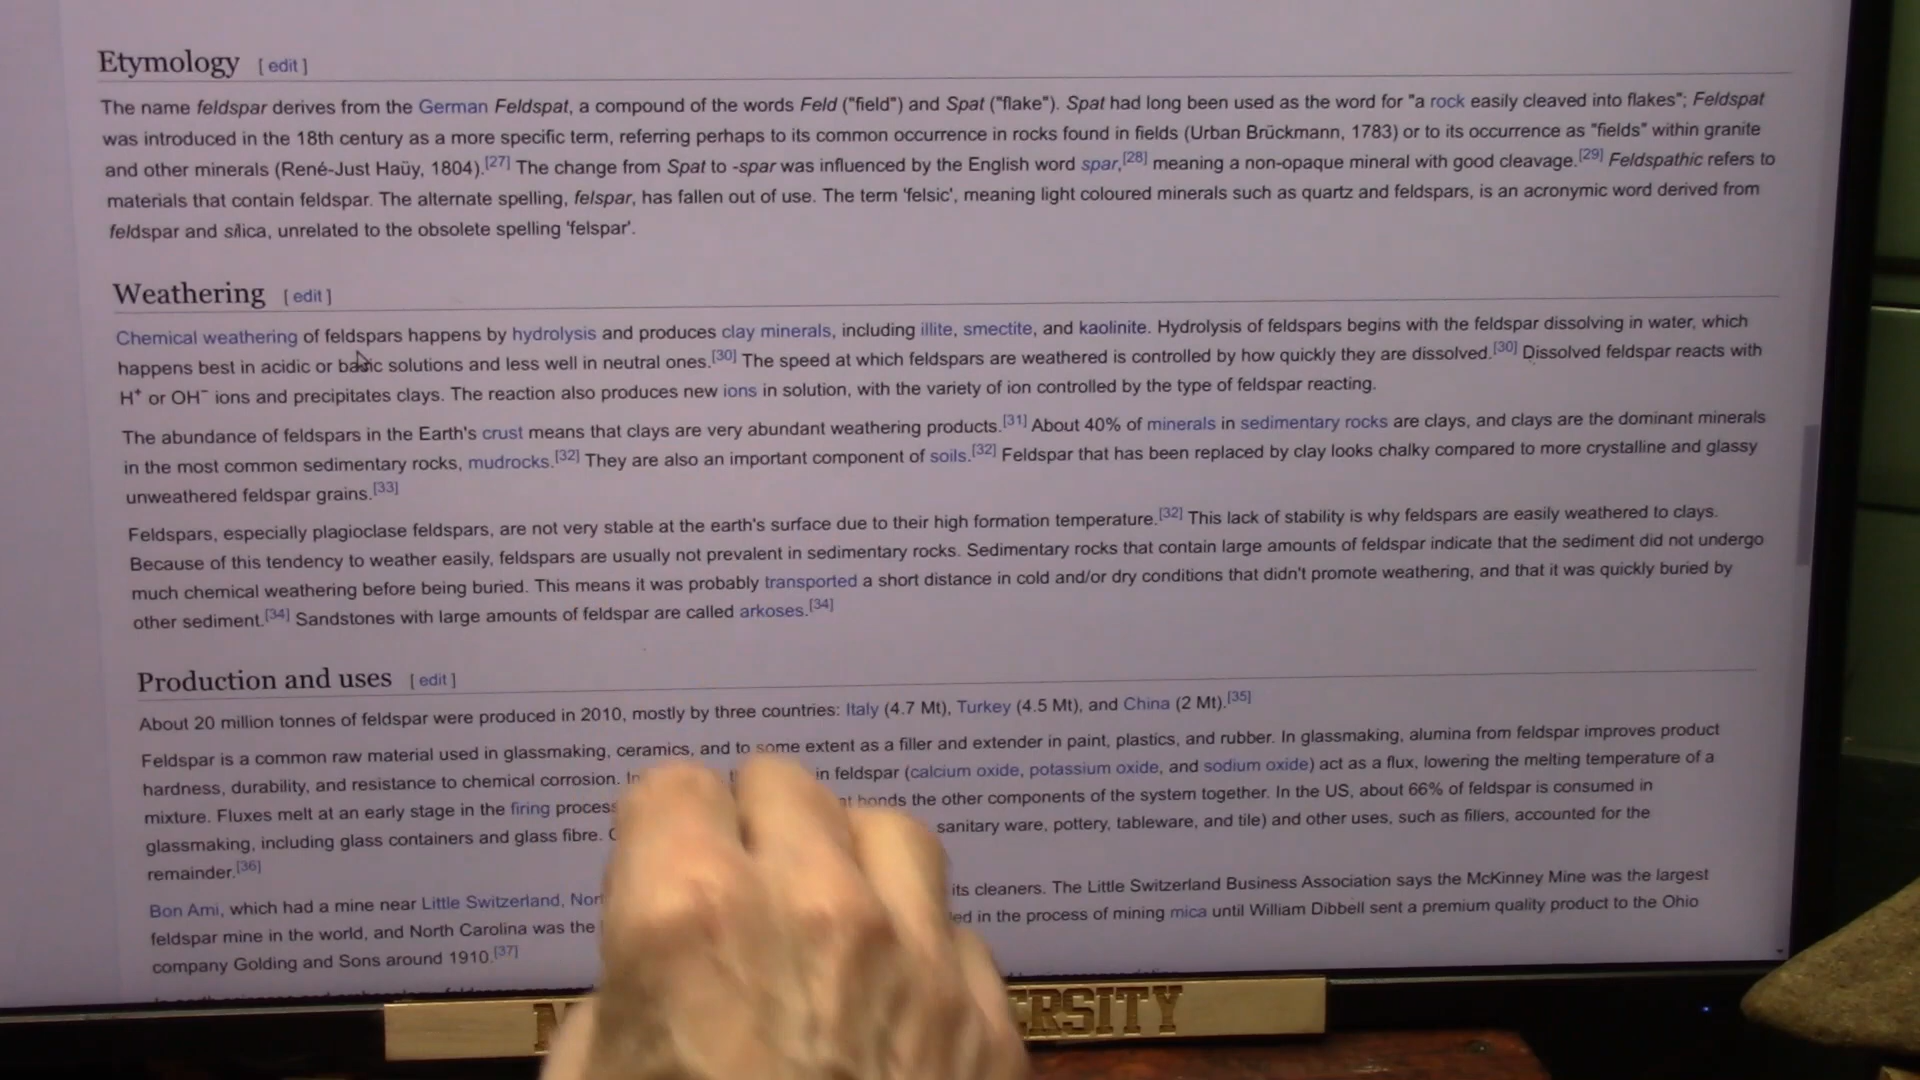 Etymology [ edit ]
The name feldspar derives from the German Feldspat, a compound of the words Feld ("field") and Spat ("flake"). Spat had long been used as the word for "a rock easily cleaved into flakes"; Feldspat
was introduced in the 18th century as a more specific term, referring perhaps to its common occurrence in rocks found in fields (Urban Brückmann, 1783) or to its occurrence as "fields" within granite
and other minerals (René-Just Haüy, 1804).[27] The change from Spat to -spar was influenced by the English word spar,[28] meaning a non-opaque mineral with good cleavage.[29] Feldspathic refers to
materials that contain feldspar. The alternate spelling, felspar, has fallen out of use. The term 'felsic', meaning light coloured minerals such as quartz and feldspars, is an acronymic word derived from
feldspar and silica, unrelated to the obsolete spelling 'felspar'.
Weathering [ edit ]
Chemical weathering of feldspars happens by hydrolysis and produces clay minerals, including illite, smectite, and kaolinite. Hydrolysis of feldspars begins with the feldspar dissolving in water, which
happens best in acidic or basic solutions and less well in neutral ones.[30] The speed at which feldspars are weathered is controlled by how quickly they are dissolved.[30] Dissolved feldspar reacts with
H⁺ or OH⁻ ions and precipitates clays. The reaction also produces new ions in solution, with the variety of ion controlled by the type of feldspar reacting.
The abundance of feldspars in the Earth's crust means that clays are very abundant weathering products.[31] About 40% of minerals in sedimentary rocks are clays, and clays are the dominant minerals
in the most common sedimentary rocks, mudrocks.[32] They are also an important component of soils.[32] Feldspar that has been replaced by clay looks chalky compared to more crystalline and glassy
unweathered feldspar grains.[33]
Feldspars, especially plagioclase feldspars, are not very stable at the earth's surface due to their high formation temperature.[32] This lack of stability is why feldspars are easily weathered to clays.
Because of this tendency to weather easily, feldspars are usually not prevalent in sedimentary rocks. Sedimentary rocks that contain large amounts of feldspar indicate that the sediment did not undergo
much chemical weathering before being buried. This means it was probably transported a short distance in cold and/or dry conditions that didn't promote weathering, and that it was quickly buried by
other sediment.[34] Sandstones with large amounts of feldspar are called arkoses.[34]
Production and uses [ edit ]
About 20 million tonnes of feldspar were produced in 2010, mostly by three countries: Italy (4.7 Mt), Turkey (4.5 Mt), and China (2 Mt).[35]
Feldspar is a common raw material used in glassmaking, ceramics, and to some extent as a filler and extender in paint, plastics, and rubber. In glassmaking, alumina from feldspar improves product
hardness, durability, and resistance to chemical corrosion. in feldspar (calcium oxide, potassium oxide, and sodium oxide) act as a flux, lowering the melting temperature of a
mixture. Fluxes melt at an early stage in the firing process bonds the other components of the system together. In the US, about 66% of feldspar is consumed in
glassmaking, including glass containers and glass fibre. sanitary ware, pottery, tableware, and tile) and other uses, such as fillers, accounted for the
remainder.[36]
Bon Ami, which had a mine near Little Switzerland, its cleaners. The Little Switzerland Business Association says the McKinney Mine was the largest
feldspar mine in the world, and North Carolina was the in the process of mining mica until William Dibbell sent a premium quality product to the Ohio
company Golding and Sons around 1910.[37]